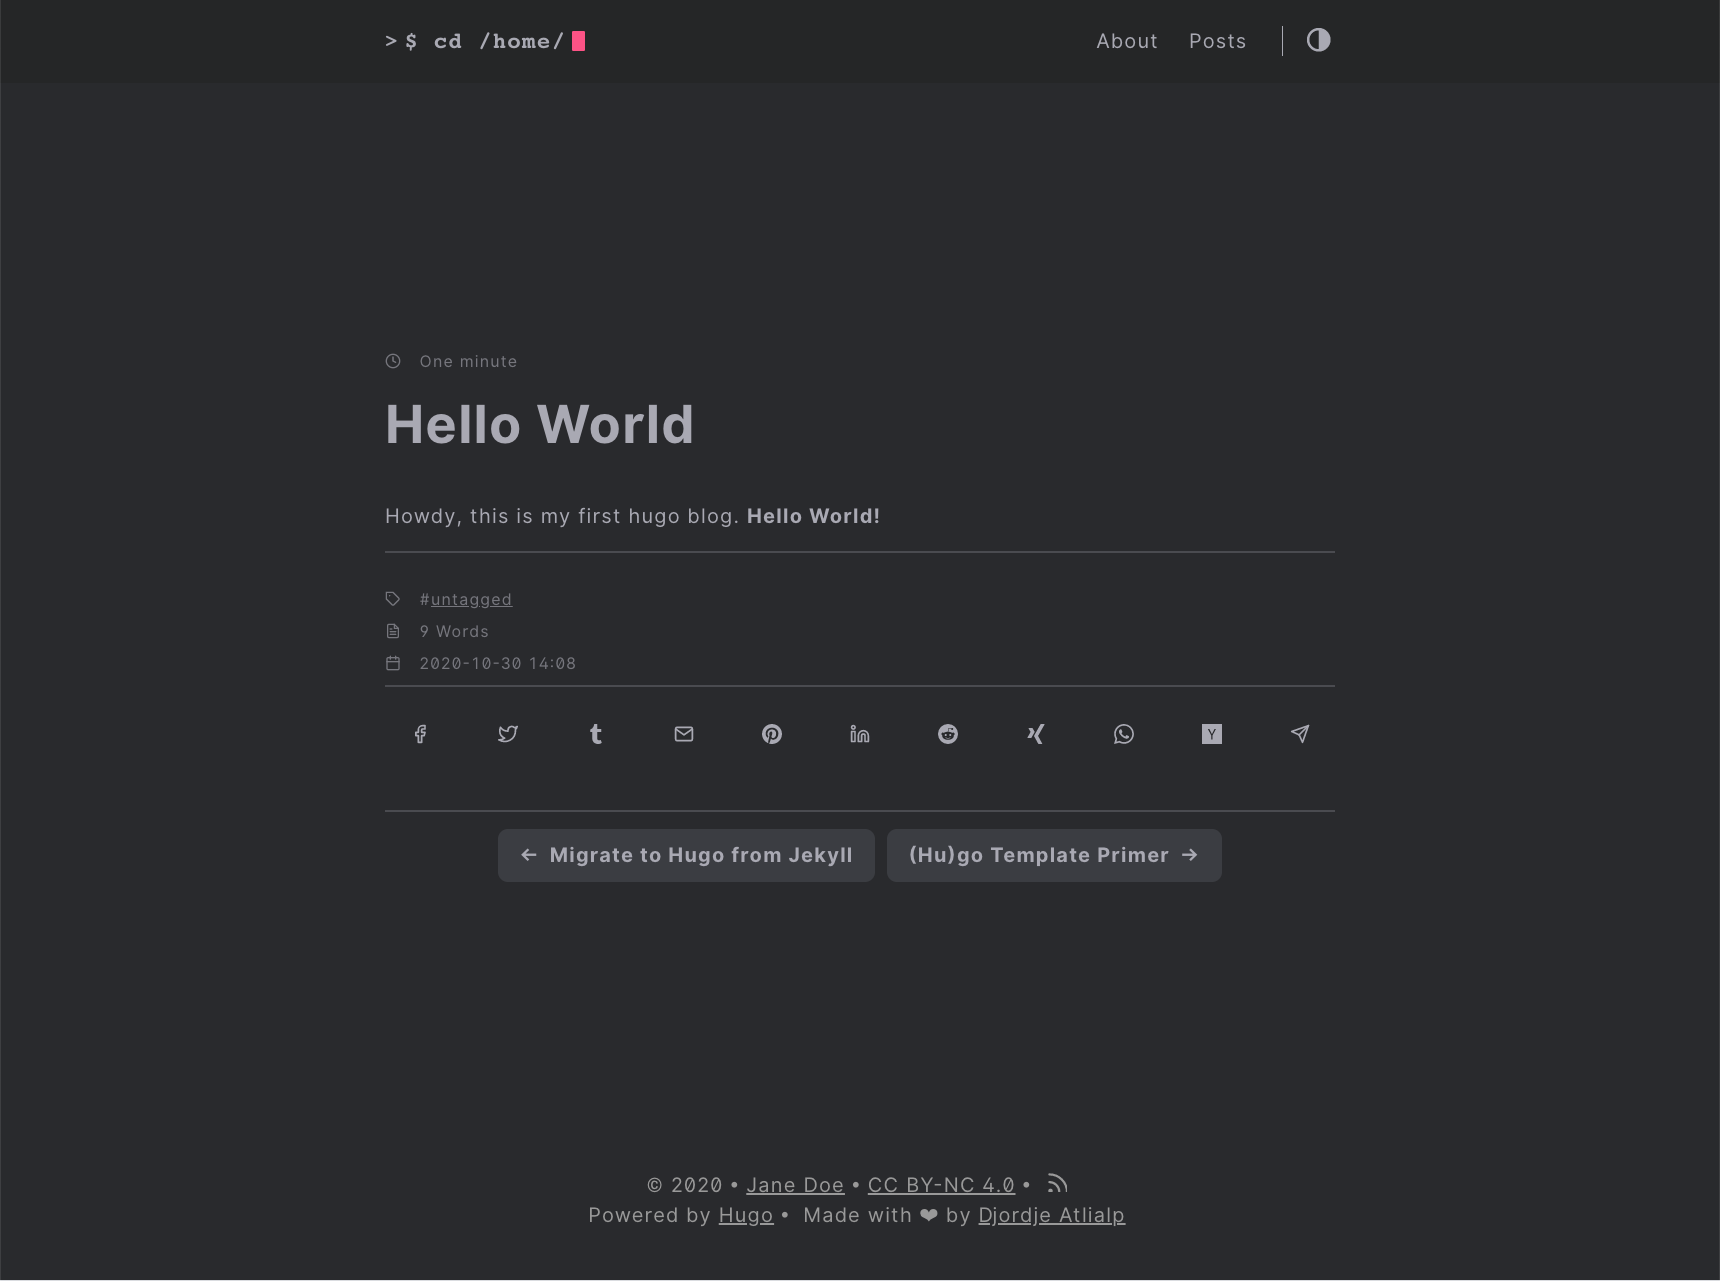 > $ cd /home/
About Posts
One minute
Hello World
Howdy, this is my first hugo blog. Hello World!
#untagged
9 Words
2020-10-30 14:08
← Migrate to Hugo from Jekyll
(Hu)go Template Primer →
© 2020 • Jane Doe • CC BY-NC 4.0 •
Powered by Hugo • Made with ❤ by Djordje Atlialp